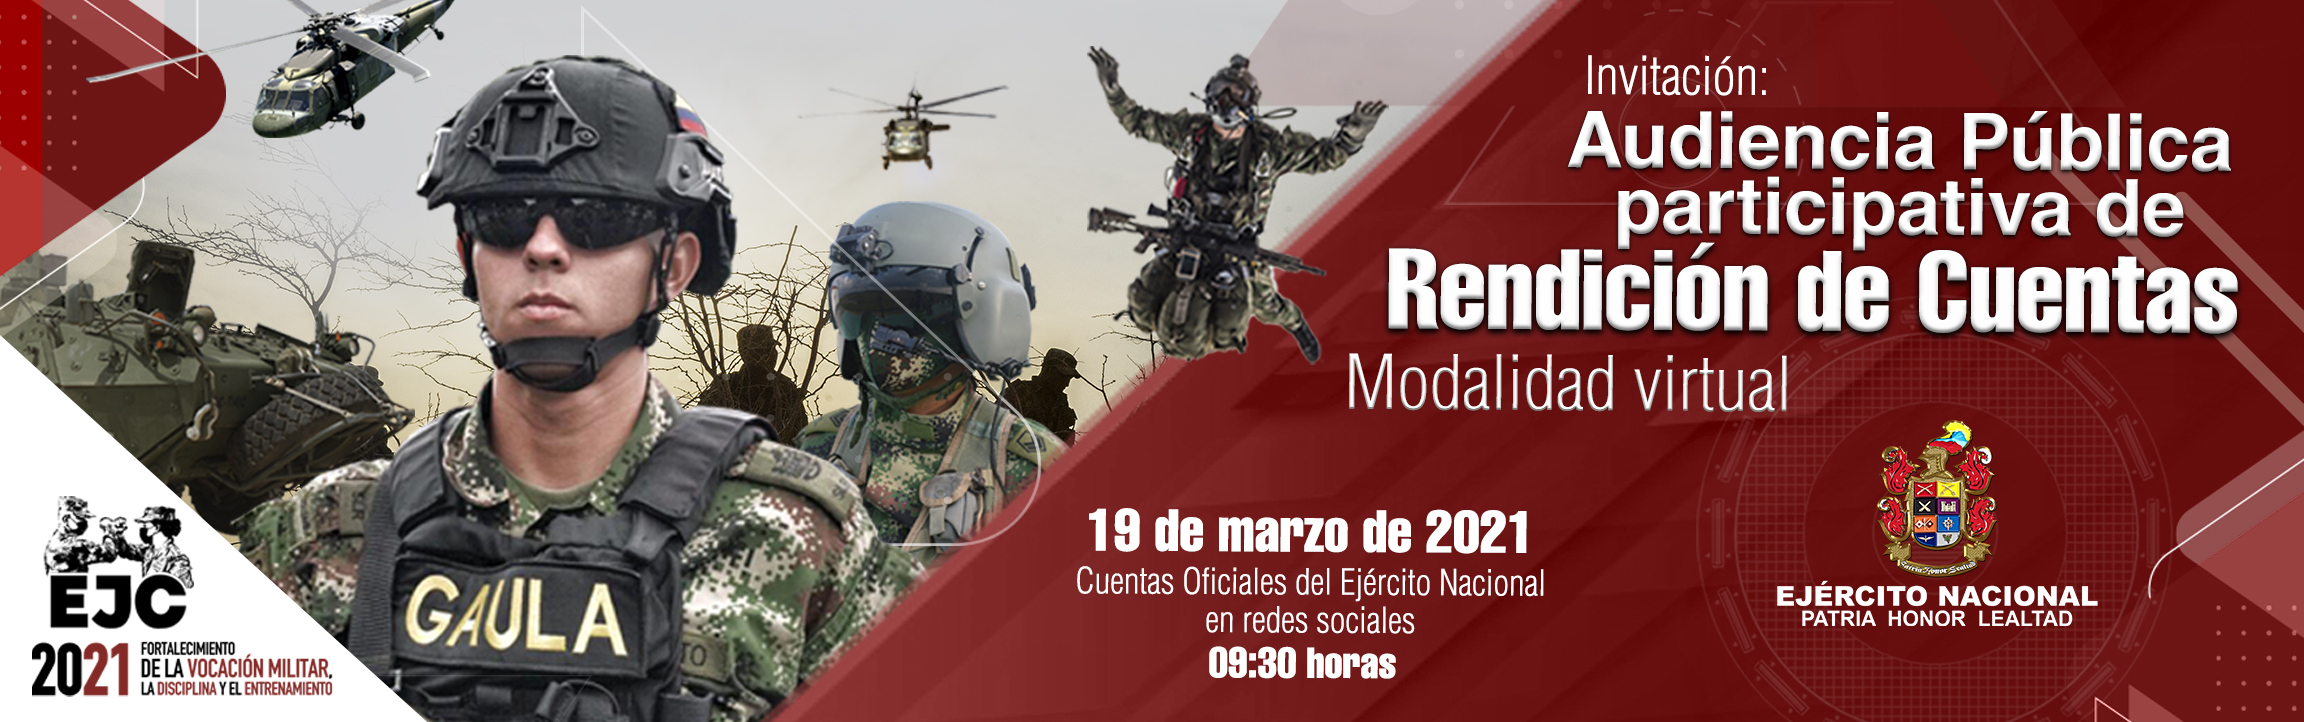 Invitación:
Audiencia Pública
participativa de
Rendición de Cuentas
Modalidad virtual
19 de marzo de 2021
Cuentas Oficiales del Ejército Nacional
en redes sociales
09:30 horas
EJÉRCITO NACIONAL
PATRIA HONOR LEALTAD
GAULA
EJC
2021 FORTALECIMIENTO
DE LA VOCACIÓN MILITAR,
LA DISCIPLINA Y EL ENTRENAMIENTO